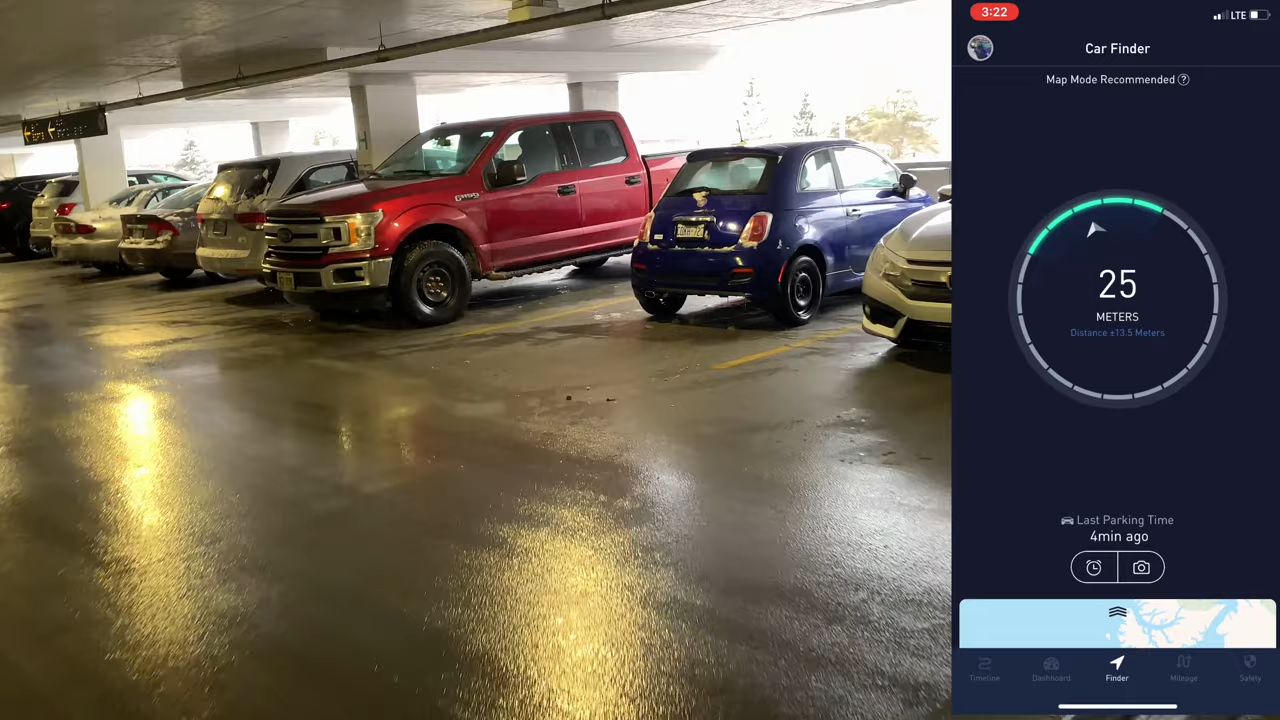 3:22
LTE
Car Finder
Map Mode Recommended ?
25
METERS
Distance ±13.5 Meters
Last Parking Time
4min ago
Timeline
Dashboard
Finder
Mileage
Safety